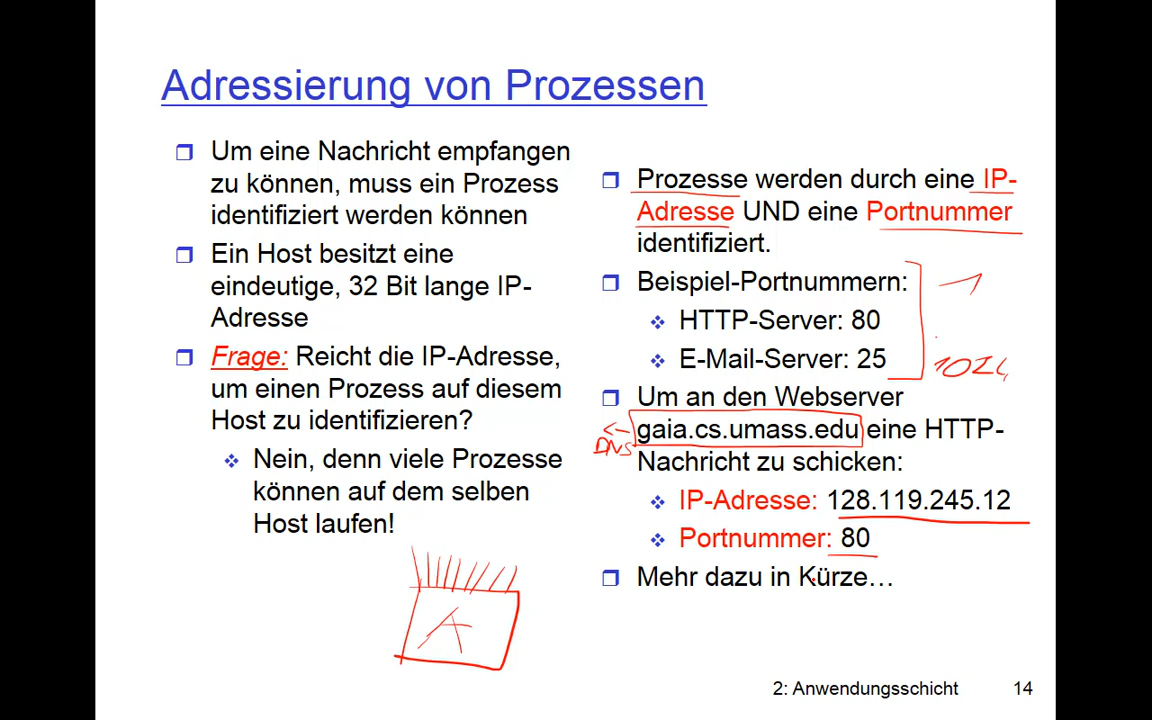 Adressierung von Prozessen
Um eine Nachricht empfangen
zu können, muss ein Prozess
identifiziert werden können
Ein Host besitzt eine
eindeutige, 32 Bit lange IP-
Adresse
Frage: Reicht die IP-Adresse,
um einen Prozess auf diesem
Host zu identifizieren?
Nein, denn viele Prozesse
können auf dem selben
Host laufen!
A
Prozesse werden durch eine IP-
Adresse UND eine Portnummer
identifiziert.
Beispiel-Portnummern:
1
HTTP-Server: 80
E-Mail-Server: 25
1024
Um an den Webserver
gaia.cs.umass.edu eine HTTP-
DNS
Nachricht zu schicken:
IP-Adresse: 128.119.245.12
Portnummer: 80
Mehr dazu in Kürze…
2: Anwendungsschicht 14